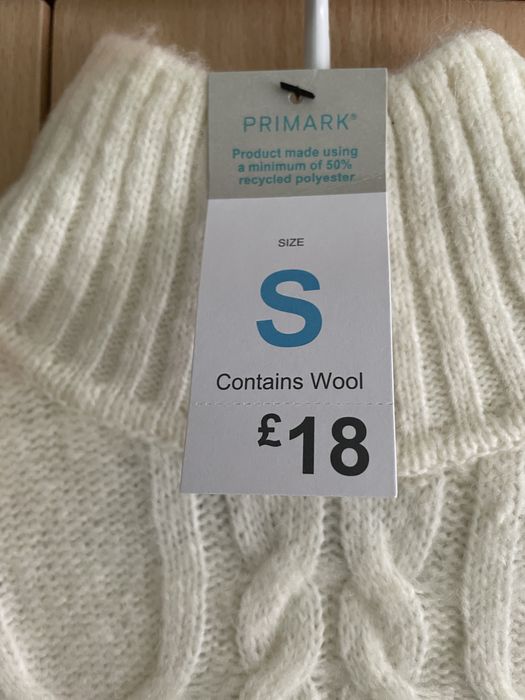 PRIMARK®
Product made using
a minimum of 50%
recycled polyester
SIZE
S
Contains Wool
£18